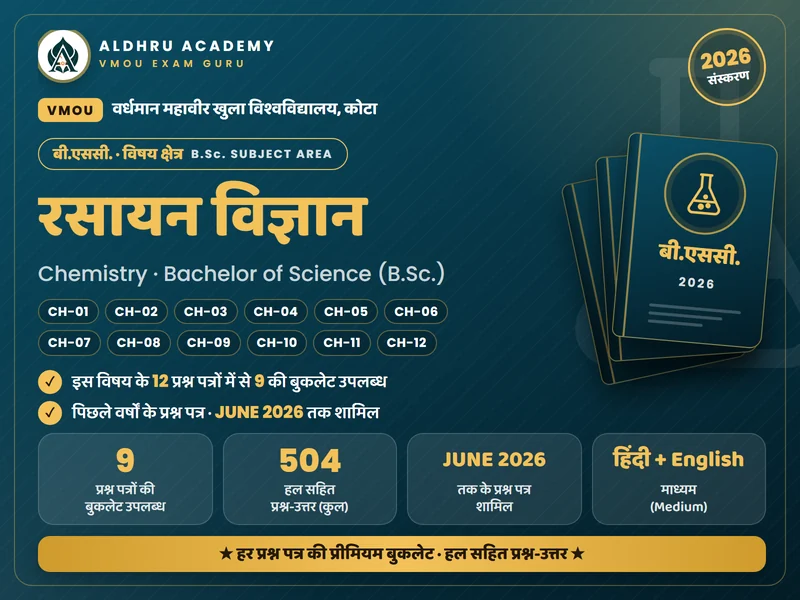 ALDHRU ACADEMY
VMOU EXAM GURU
2026
संस्करण
VMOU वर्धमान महावीर खुला विश्वविद्यालय, कोटा
बी.एससी. · विषय क्षेत्र B.Sc. SUBJECT AREA
रसायन विज्ञान
Chemistry · Bachelor of Science (B.Sc.)
CH-01 CH-02 CH-03 CH-04 CH-05 CH-06
CH-07 CH-08 CH-09 CH-10 CH-11 CH-12
बी.एससी.
2026
✓ इस विषय के 12 प्रश्न पत्रों में से 9 की बुकलेट उपलब्ध
✓ पिछले वर्षों के प्रश्न पत्र · JUNE 2026 तक शामिल
9
प्रश्न पत्रों की
बुकलेट उपलब्ध
504
हल सहित
प्रश्न-उत्तर (कुल)
JUNE 2026
तक के प्रश्न पत्र
शामिल
हिंदी + English
माध्यम
(Medium)
★ हर प्रश्न पत्र की प्रीमियम बुकलेट · हल सहित प्रश्न-उत्तर ★